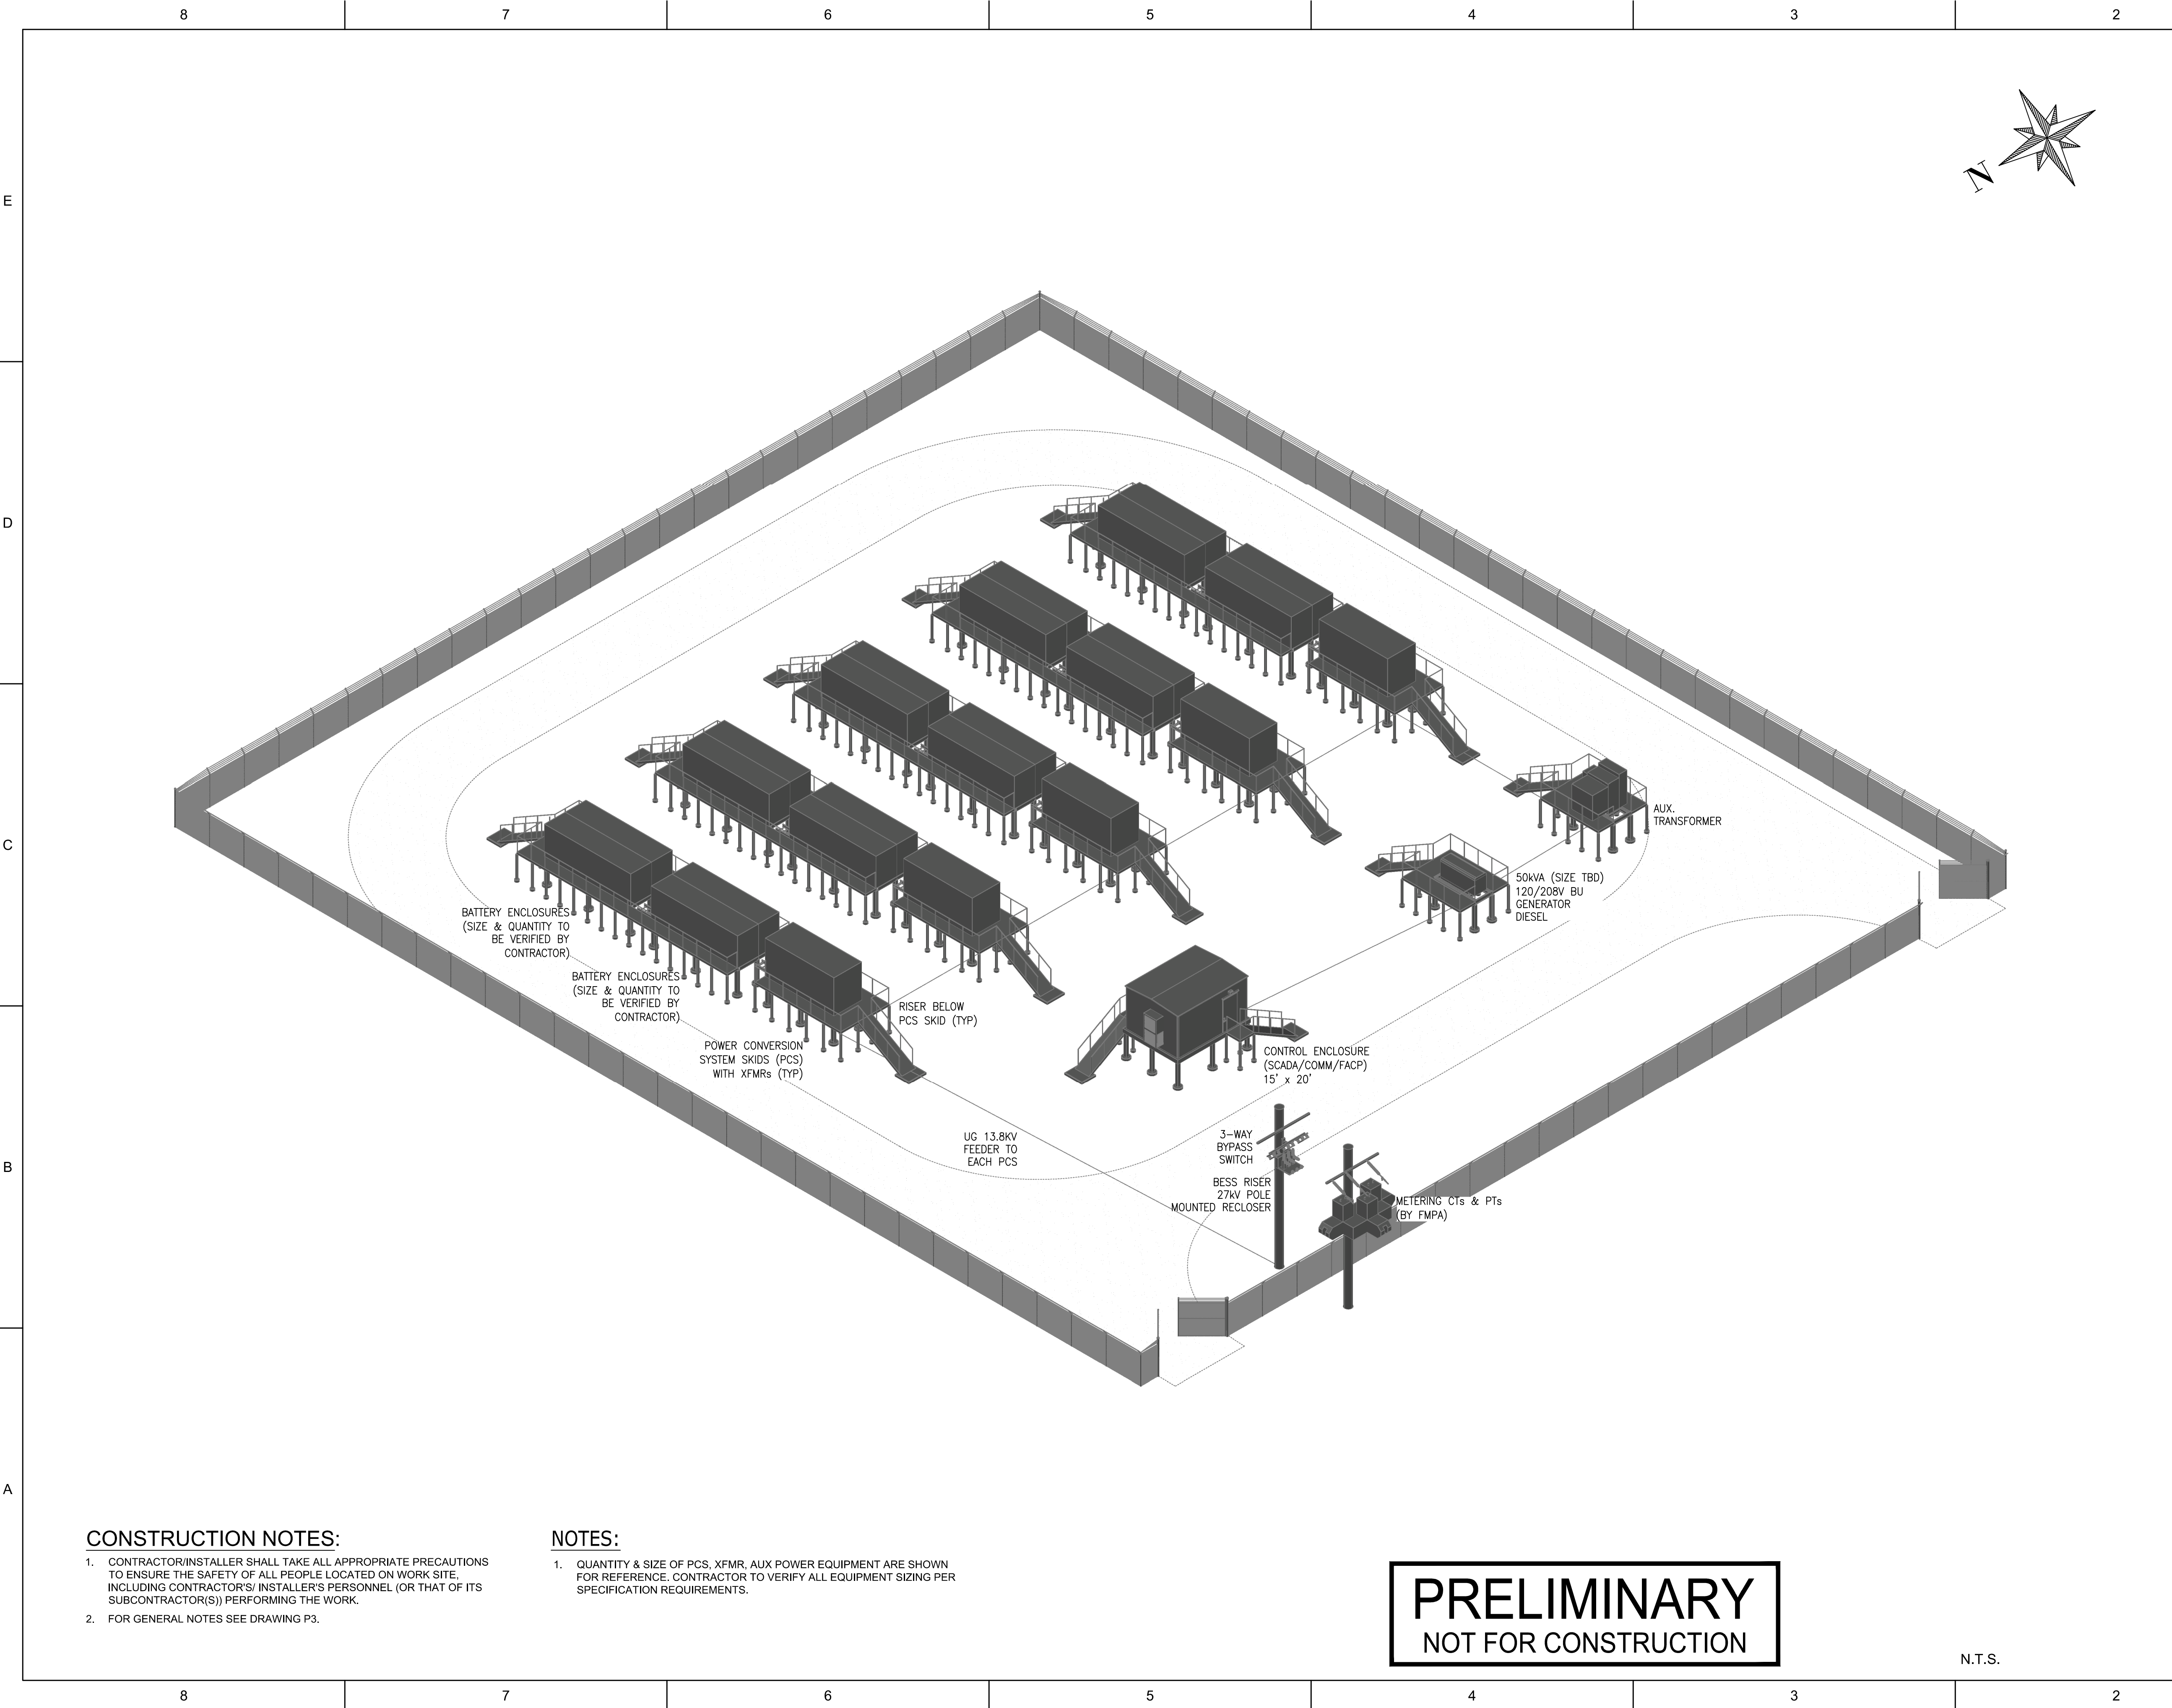 8 7 6 5 4 3 2
N
E
D
C
B
A
AUX.
TRANSFORMER
50kVA (SIZE TBD)
120/208V BU
GENERATOR
DIESEL
BATTERY ENCLOSURES
(SIZE & QUANTITY TO
BE VERIFIED BY
CONTRACTOR)
BATTERY ENCLOSURES
(SIZE & QUANTITY TO
BE VERIFIED BY
CONTRACTOR)
RISER BELOW
PCS SKID (TYP)
POWER CONVERSION
SYSTEM SKIDS (PCS)
WITH XFMRs (TYP)
CONTROL ENCLOSURE
(SCADA/COMM/FACP)
15' x 20'
UG 13.8KV
FEEDER TO
EACH PCS
3-WAY
BYPASS
SWITCH
BESS RISER
27kV POLE
MOUNTED RECLOSER
METERING CTs & PTs
(BY FMPA)
CONSTRUCTION NOTES:
1. CONTRACTOR/INSTALLER SHALL TAKE ALL APPROPRIATE PRECAUTIONS
TO ENSURE THE SAFETY OF ALL PEOPLE LOCATED ON WORK SITE,
INCLUDING CONTRACTOR'S/ INSTALLER'S PERSONNEL (OR THAT OF ITS
SUBCONTRACTOR(S)) PERFORMING THE WORK.
2. FOR GENERAL NOTES SEE DRAWING P3.
NOTES:
1. QUANTITY & SIZE OF PCS, XFMR, AUX POWER EQUIPMENT ARE SHOWN
FOR REFERENCE. CONTRACTOR TO VERIFY ALL EQUIPMENT SIZING PER
SPECIFICATION REQUIREMENTS.
PRELIMINARY
NOT FOR CONSTRUCTION
N.T.S.
8 7 6 5 4 3 2